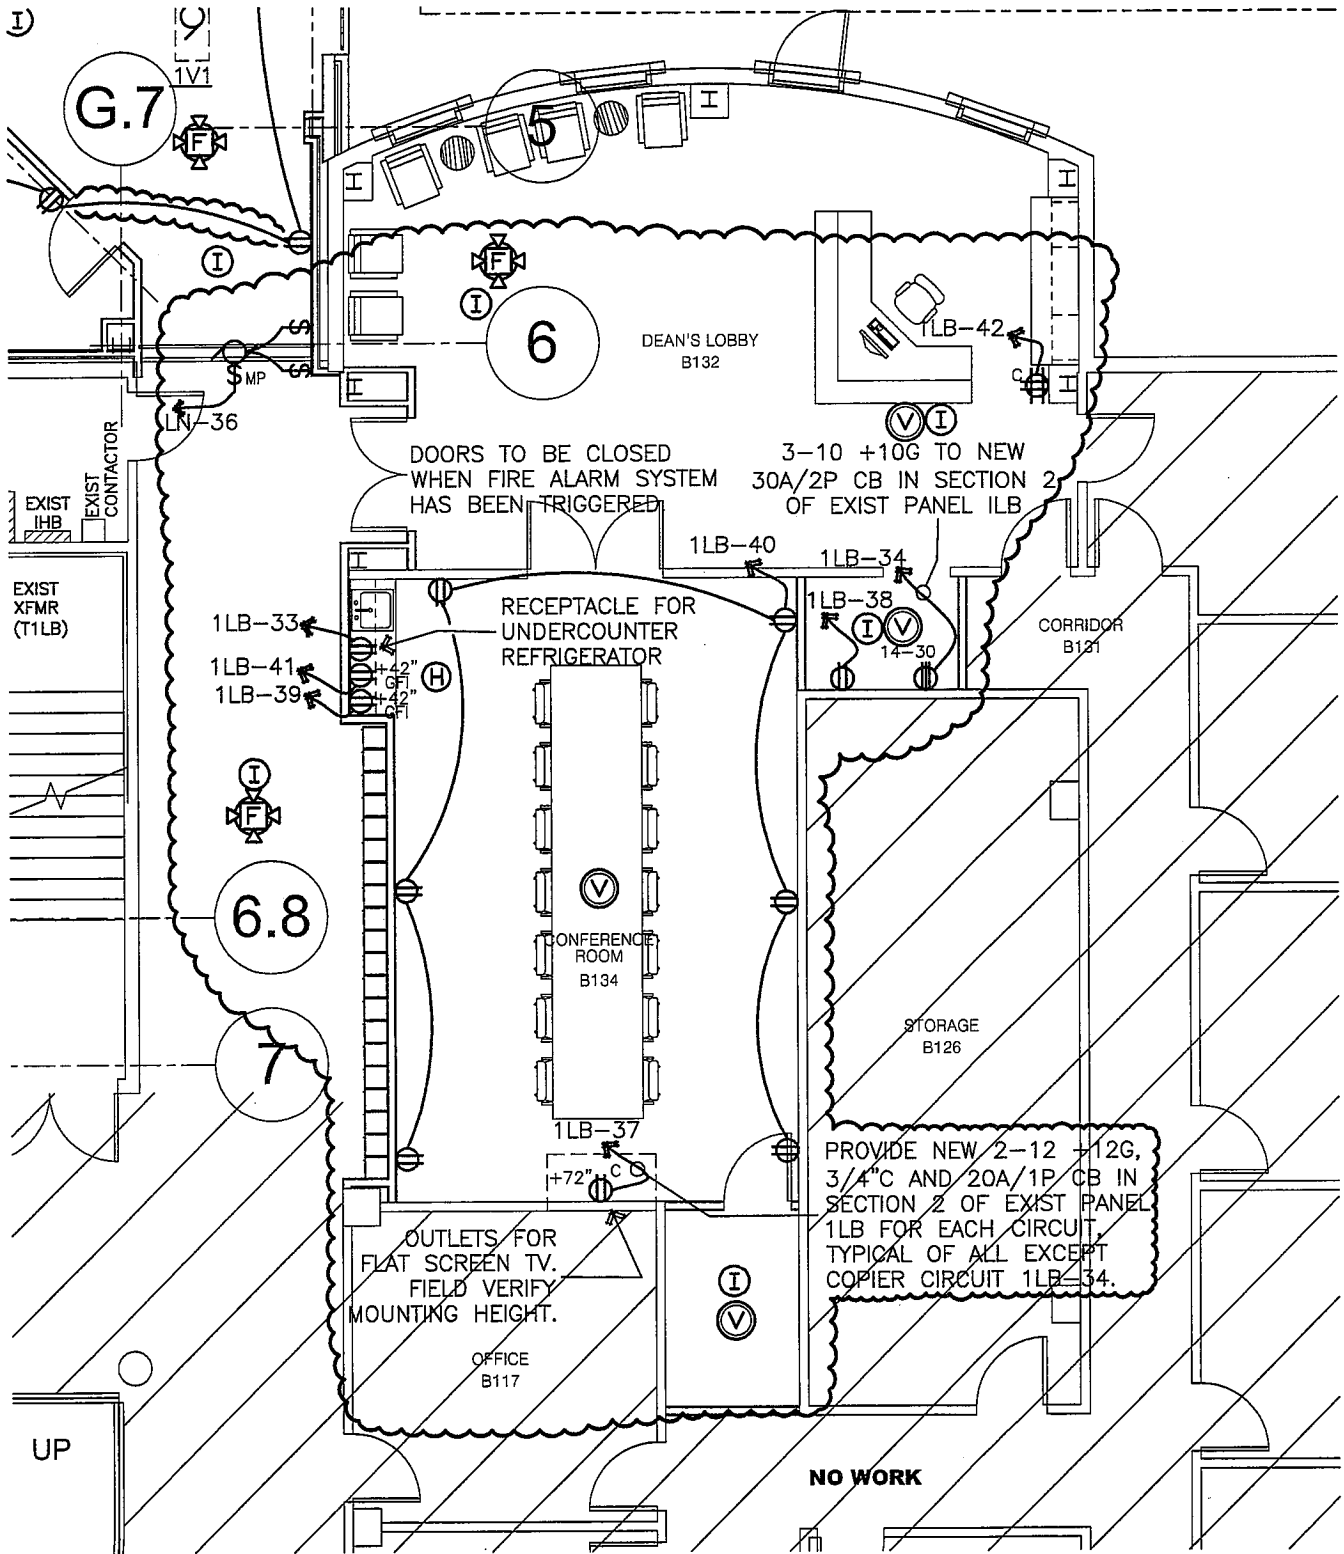 I
9
1V1
G.7
F
5
I
I
I
I
F
I
6
DEAN'S LOBBY
B132
1LB-42
C
I
S
S
$MP
I
LN-36
V
I
DOORS TO BE CLOSED
WHEN FIRE ALARM SYSTEM
HAS BEEN TRIGGERED
3-10 +10G TO NEW
30A/2P CB IN SECTION 2
OF EXIST PANEL ILB
EXIST
CONTACTOR
EXIST
IHB
I
1LB-40
1LB-34
EXIST
XFMR
(T1LB)
RECEPTACLE FOR
UNDERCOUNTER
REFRIGERATOR
1LB-33
1LB-38
I
V
14-30
CORRIDOR
B131
1LB-41
+42"
GFI
H
1LB-39
+42"
GFI
I
F
V
6.8
CONFERENCE
ROOM
B134
7
STORAGE
B126
1LB-37
+72"
C
PROVIDE NEW 2-12 +12G,
3/4"C AND 20A/1P CB IN
SECTION 2 OF EXIST PANEL
1LB FOR EACH CIRCUIT.
TYPICAL OF ALL EXCEPT
COPIER CIRCUIT 1LB-34.
OUTLETS FOR
FLAT SCREEN TV.
FIELD VERIFY
MOUNTING HEIGHT.
I
V
OFFICE
B117
UP
NO WORK